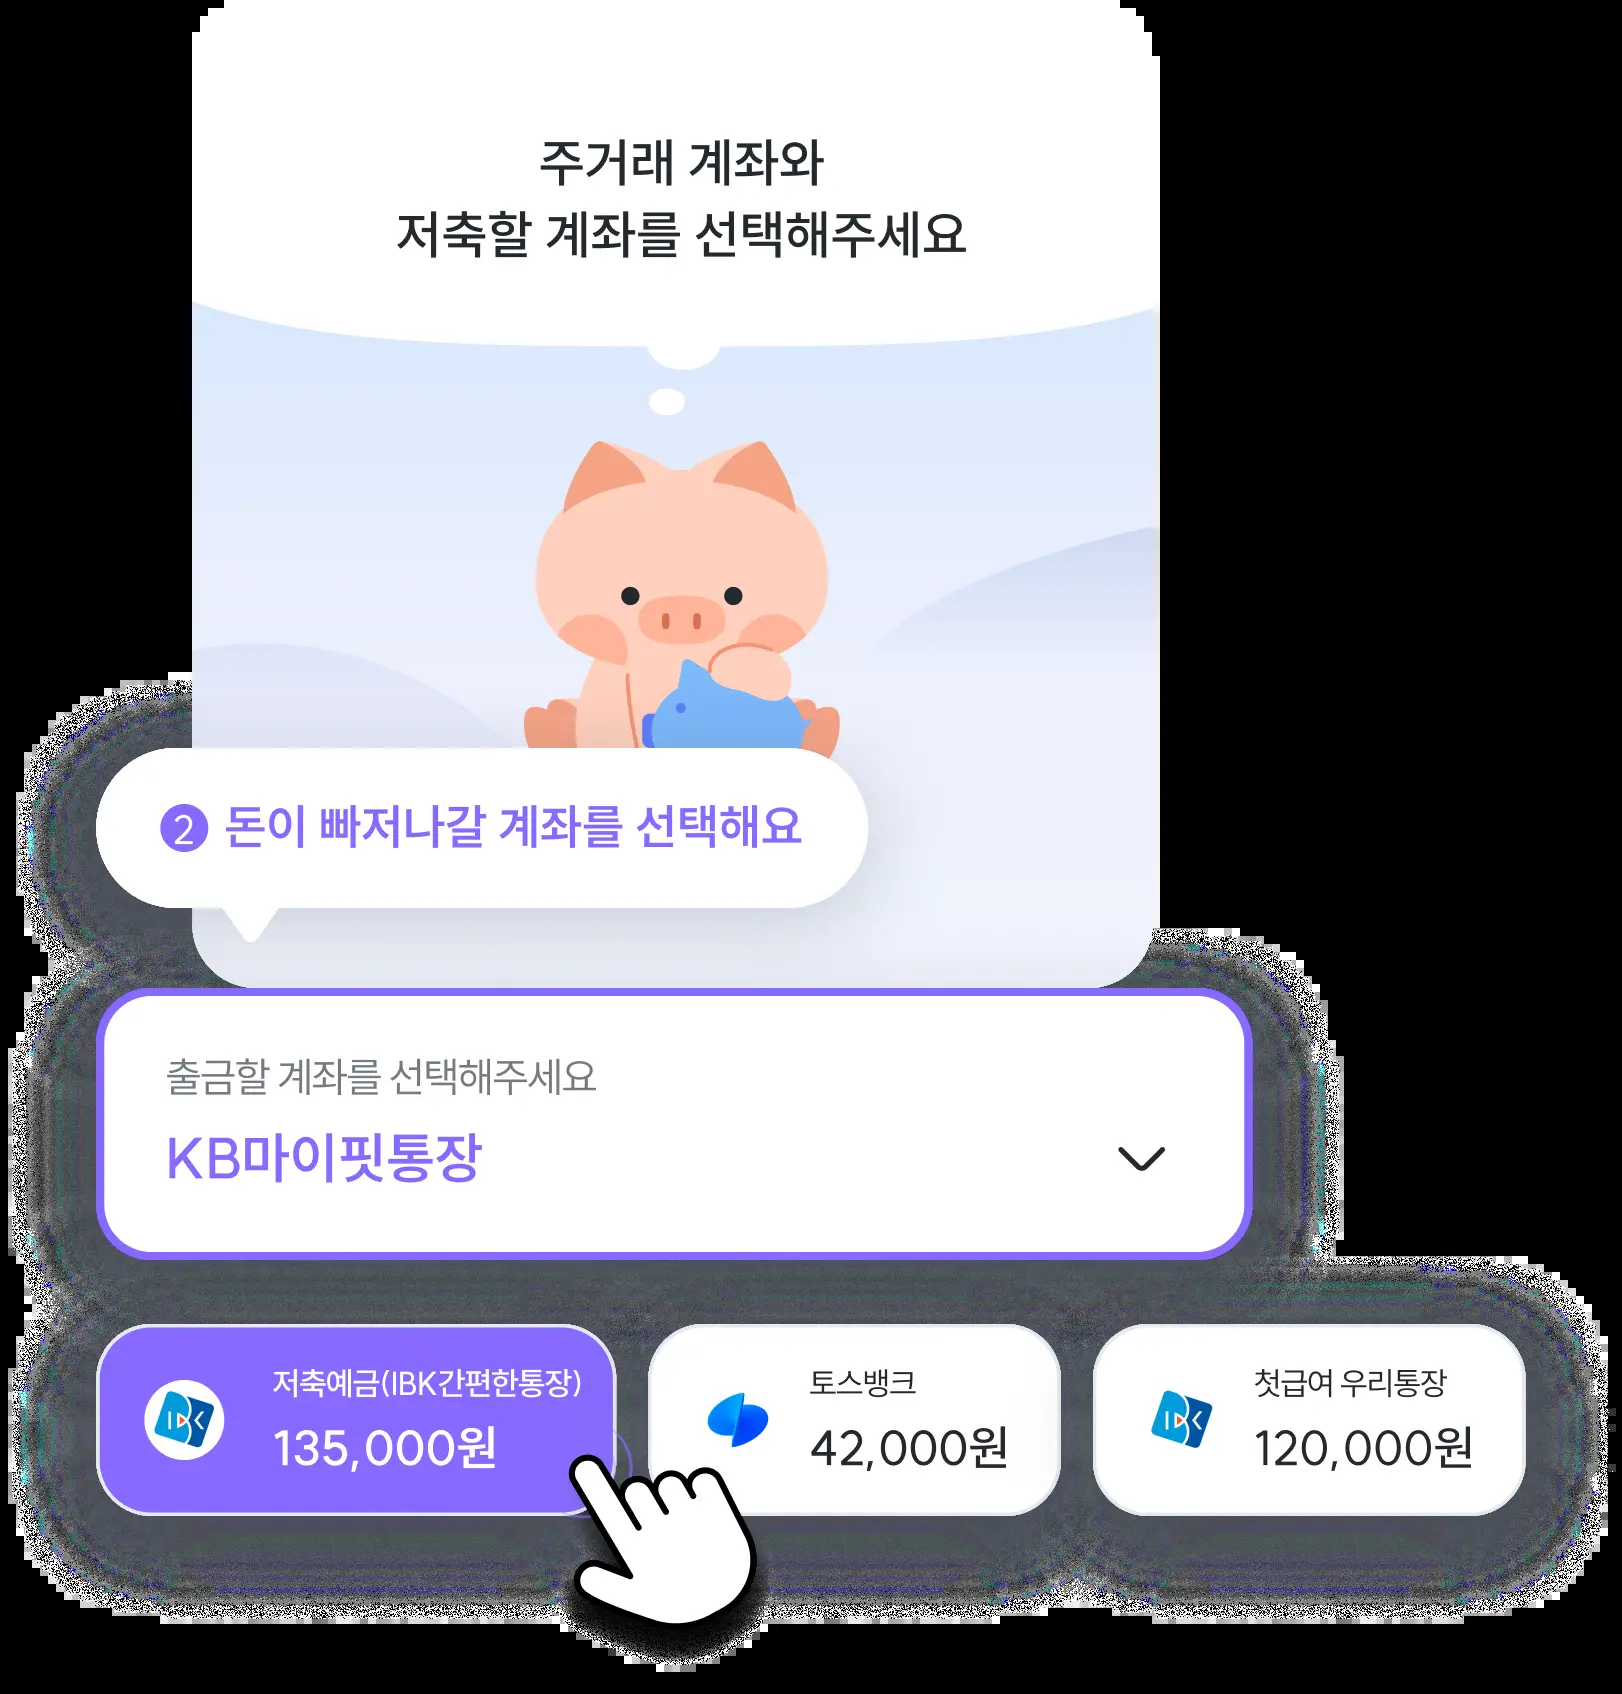 주거래 계좌와
저축할 계좌를 선택해주세요
2 돈이 빠져나갈 계좌를 선택해요
출금할 계좌를 선택해주세요
KB마이핏통장
IBK 저축예금(IBK간편한통장)
135,000원
토스뱅크
42,000원
IBK 첫급여 우리통장
120,000원